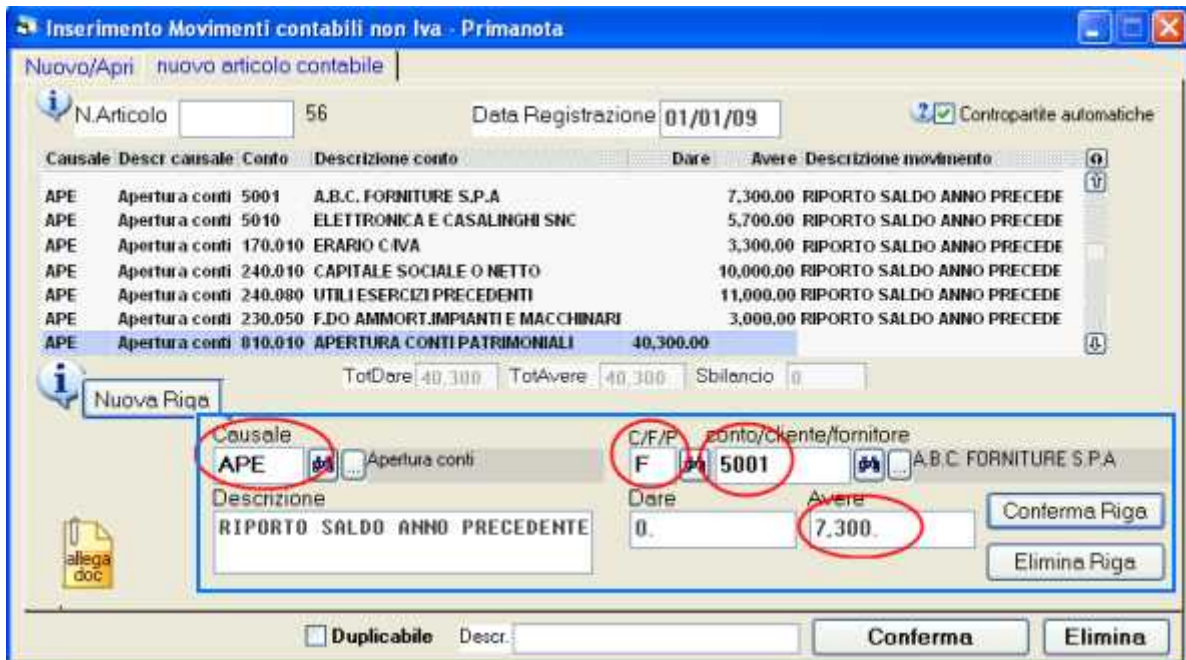 Inserimento Movimenti contabili non Iva - Primanota
Nuovo/Apri nuovo articolo contabile
N.Articolo 56 Data Registrazione 01/01/09 Contropartite automatiche
Causale Descr causale Conto Descrizione conto Dare Avere Descrizione movimento
APE Apertura conti 5001 A.B.C. FORNITURE S.P.A 7,300.00 RIPORTO SALDO ANNO PRECEDE
APE Apertura conti 5010 ELETTRONICA E CASALINGHI SNC 5,700.00 RIPORTO SALDO ANNO PRECEDE
APE Apertura conti 170.010 ERARIO C/IVA 3,300.00 RIPORTO SALDO ANNO PRECEDE
APE Apertura conti 240.010 CAPITALE SOCIALE O NETTO 10,000.00 RIPORTO SALDO ANNO PRECEDE
APE Apertura conti 240.080 UTILI ESERCIZI PRECEDENTI 11,000.00 RIPORTO SALDO ANNO PRECEDE
APE Apertura conti 230.050 F.DO AMMORT.IMPIANTI E MACCHINARI 3,000.00 RIPORTO SALDO ANNO PRECEDE
APE Apertura conti 810.010 APERTURA CONTI PATRIMONIALI 40,300.00
TotDare 40,300 TotAvere 40,300 Sbilancio 0
Nuova Riga
Causale C/F/P conto/cliente/fornitore
APE ... Apertura conti F 5001 ... A.B.C. FORNITURE S.P.A
Descrizione Dare Avere
RIPORTO SALDO ANNO PRECEDENTE 0. 7,300. Conferma Riga
allega
doc
Elimina Riga
Duplicabile Descr. Conferma Elimina